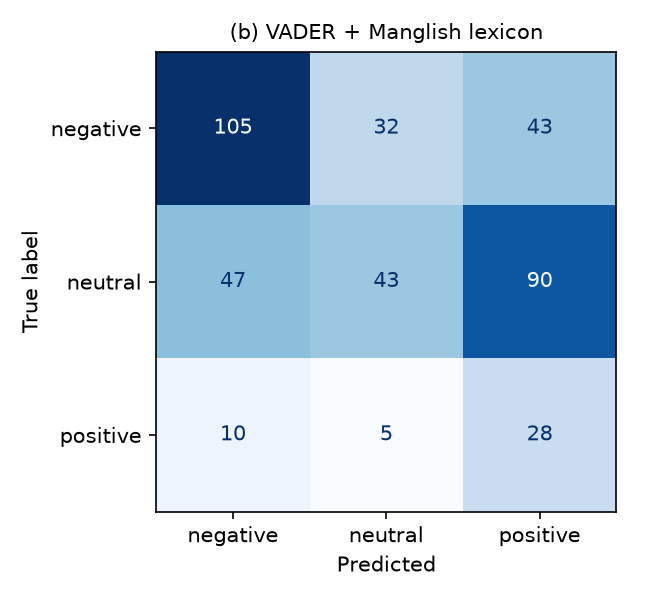 (b) VADER + Manglish lexicon
True label
negative 105 32 43
neutral 47 43 90
positive 10 5 28
negative neutral positive
Predicted